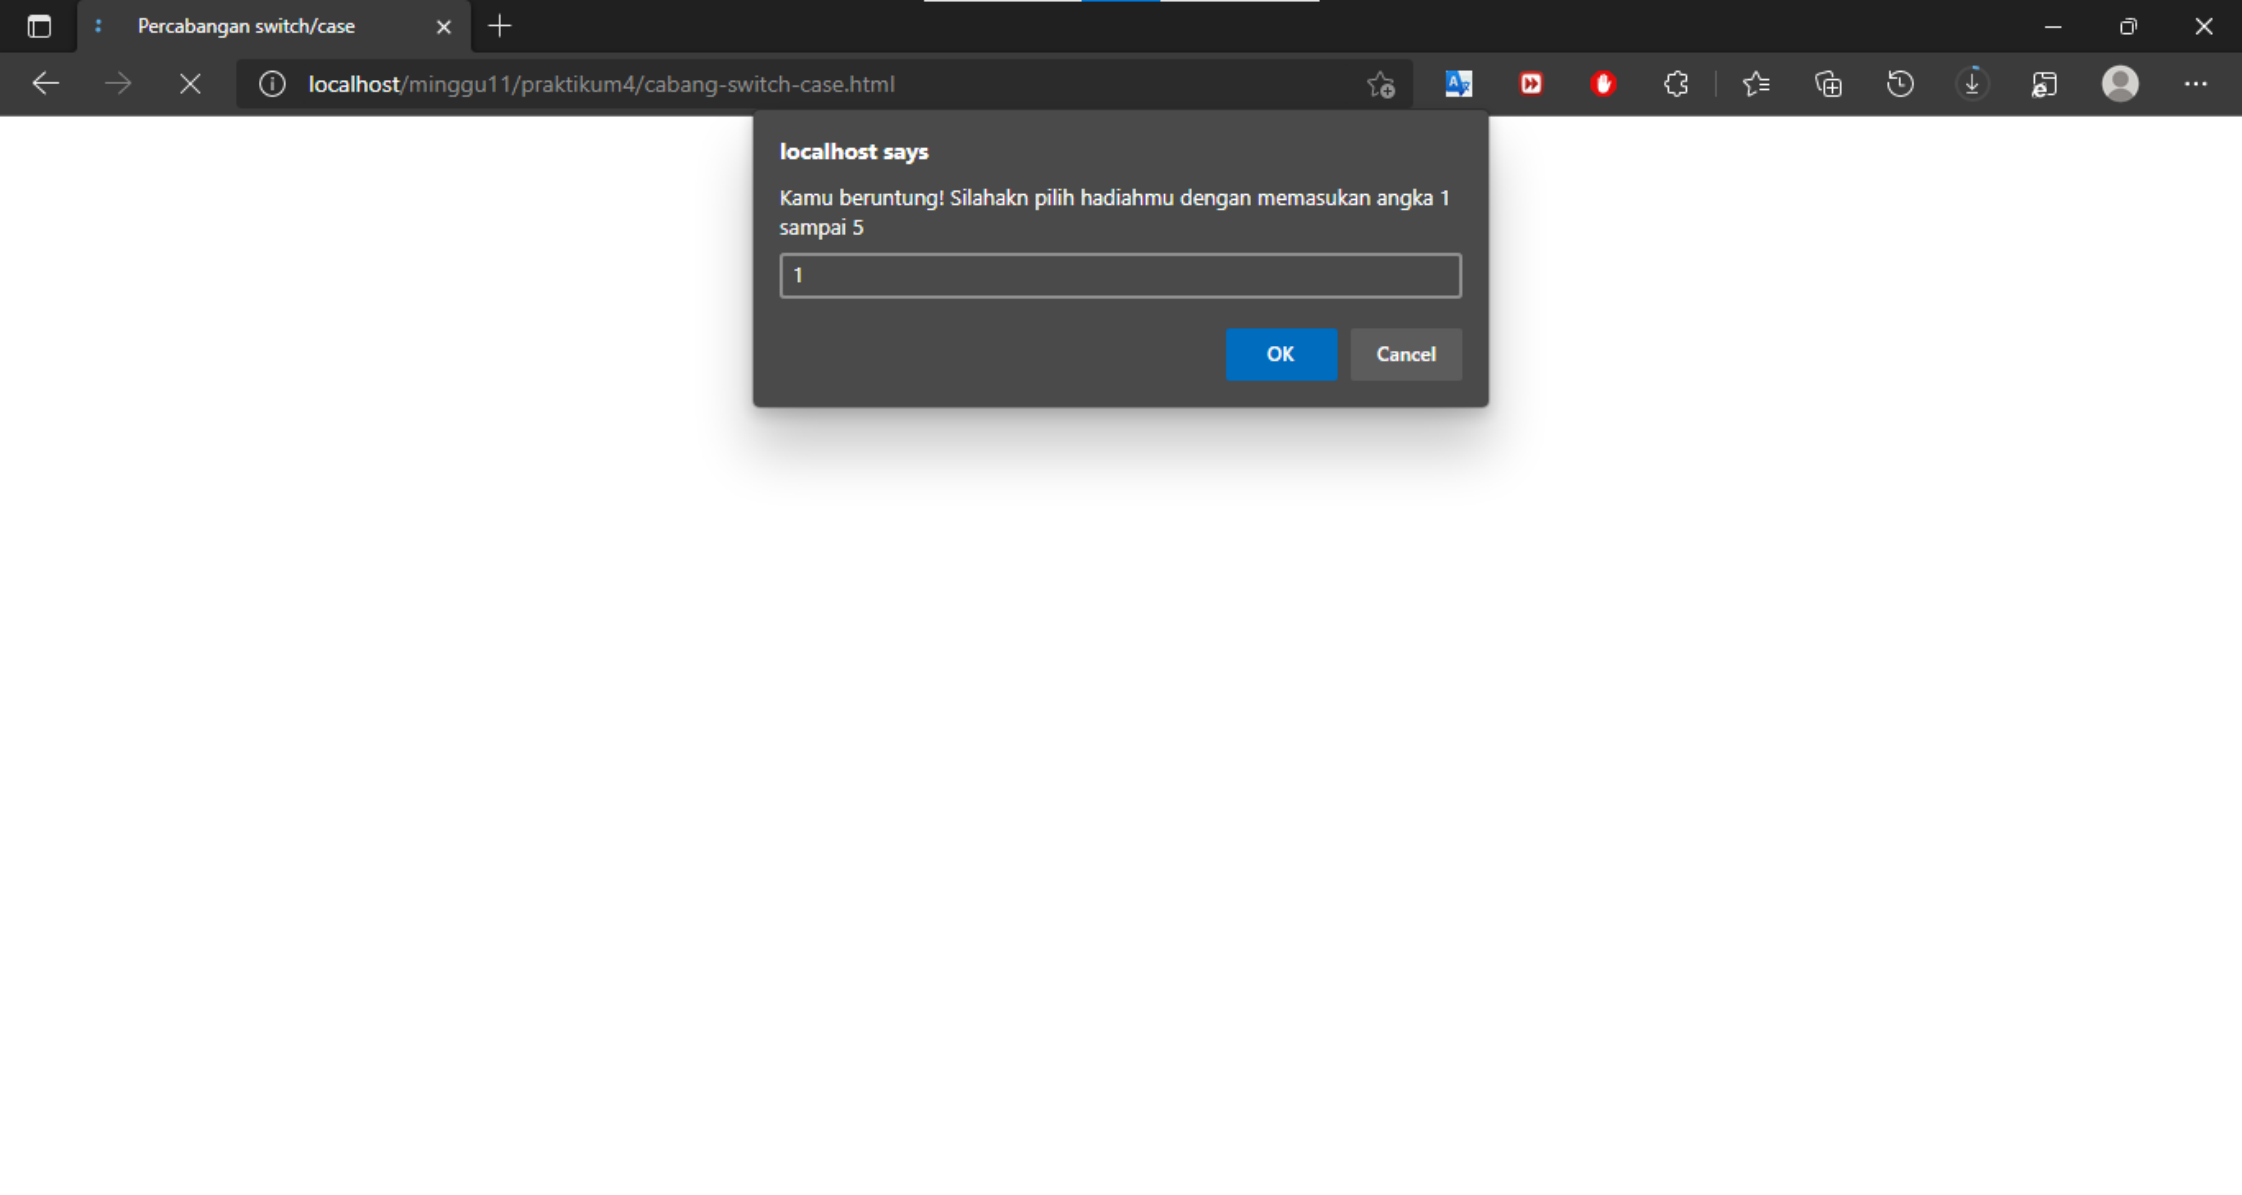 Percabangan switch/case
localhost/minggu11/praktikum4/cabang-switch-case.html
localhost says
Kamu beruntung! Silahakn pilih hadiahmu dengan memasukan angka 1
sampai 5
1
OK
Cancel